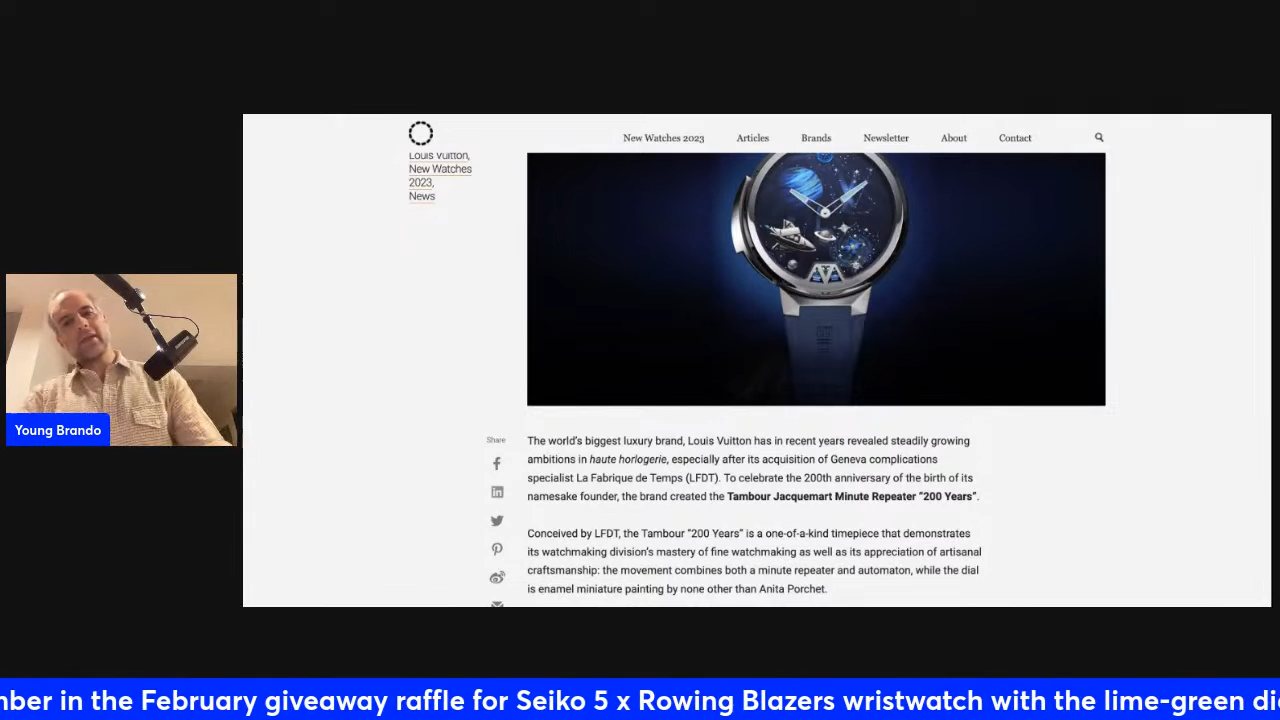 New Watches 2023 Articles Brands Newsletter About Contact
Louis Vuitton,
New Watches
2023,
News
Young Brando
Share
The world's biggest luxury brand, Louis Vuitton has in recent years revealed steadily growing
ambitions in haute horlogerie, especially after its acquisition of Geneva complications
specialist La Fabrique de Temps (LFDT). To celebrate the 200th anniversary of the birth of its
namesake founder, the brand created the Tambour Jacquemart Minute Repeater “200 Years”.
Conceived by LFDT, the Tambour “200 Years” is a one-of-a-kind timepiece that demonstrates
its watchmaking division's mastery of fine watchmaking as well as its appreciation of artisanal
craftsmanship: the movement combines both a minute repeater and automaton, while the dial
is enamel miniature painting by none other than Anita Porchet.
in the February giveaway raffle for Seiko 5 x Rowing Blazers wristwatch with the lime-green